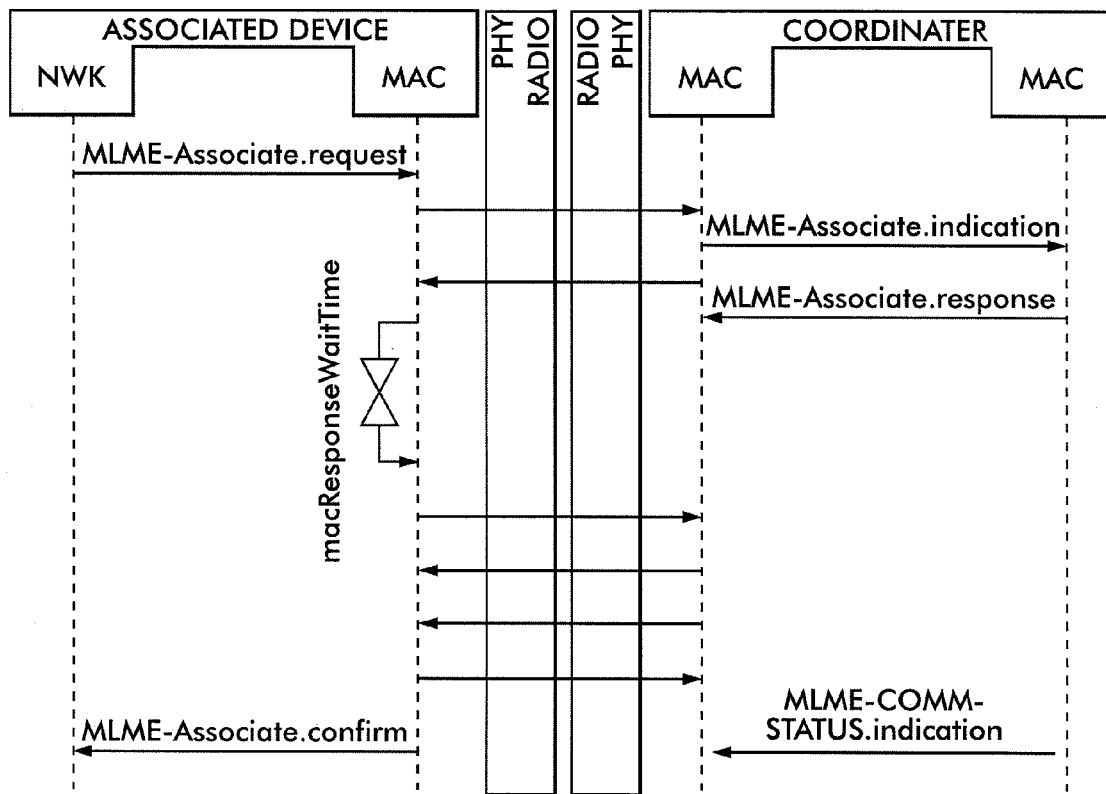 ASSOCIATED DEVICE
NWK
MAC
PHY
RADIO
RADIO
PHY
COORDINATER
MAC
MAC
MLME-Associate.request
MLME-Associate.indication
MLME-Associate.response
macResponseWaitTime
MLME-Associate.confirm
MLME-COMM-
STATUS.indication